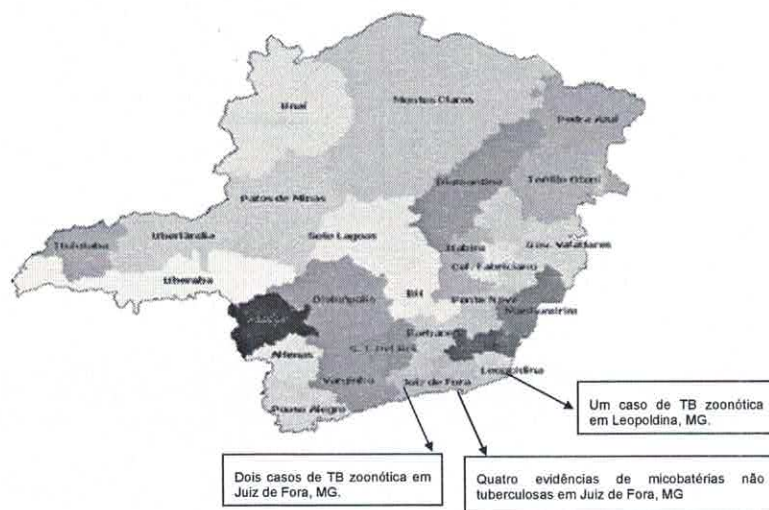 Unaí
Montes Claros
Pedra Azul
Diamantina
Teófilo Otoni
Patos de Minas
Uberlândia
Sete Lagoas
Ituiutaba
Gov. Valadares
Itabira
Cel. Fabriciano
Uberaba
BH
Divinópolis
Ponte Nova
Manhumirim
Passos
Barbacena
S. J. Del Rei
Alfenas
Leopoldina
Varginha
Juiz de Fora
Pouso Alegre
Um caso de TB zoonótica
em Leopoldina, MG.
Dois casos de TB zoonótica em
Juiz de Fora, MG.
Quatro evidências de micobatérias não
tuberculosas em Juiz de Fora, MG